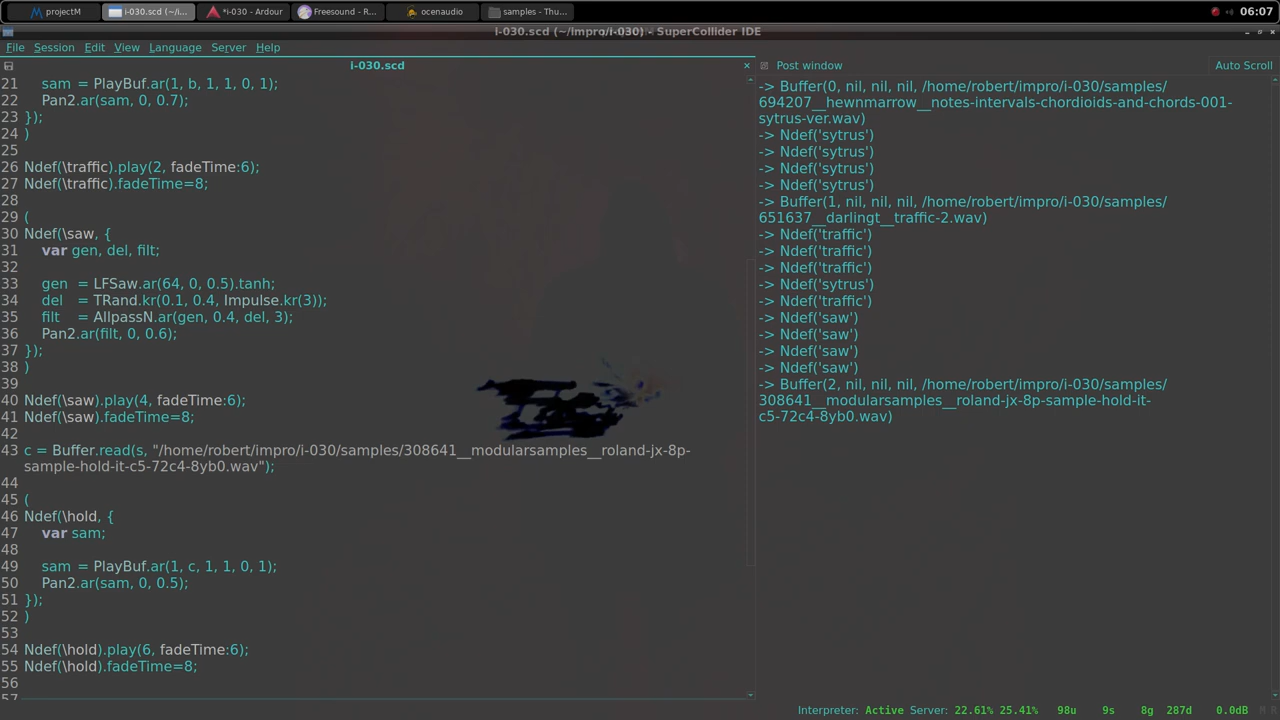 projectM
i-030.scd (~/i...
*i-030 - Ardour
Freesound - R...
ocenaudio
samples - Thu...
06:07
i-030.scd (~/Impro/i-030) - SuperCollider IDE
File Session Edit View Language Server Help
i-030.scd
Post window
Auto Scroll
21 sam = PlayBuf.ar(1, b, 1, 1, 0, 1);
22 Pan2.ar(sam, 0, 0.7);
23 });
24 )
25
26 Ndef(\traffic).play(2, fadeTime:6);
27 Ndef(\traffic).fadeTime=8;
28
29 (
30 Ndef(\saw, {
31 var gen, del, filt;
32
33 gen = LFSaw.ar(64, 0, 0.5).tanh;
34 del = TRand.kr(0.1, 0.4, Impulse.kr(3));
35 filt = AllpassN.ar(gen, 0.4, del, 3);
36 Pan2.ar(filt, 0, 0.6);
37 });
38 )
39
40 Ndef(\saw).play(4, fadeTime:6);
41 Ndef(\saw).fadeTime=8;
42
43 c = Buffer.read(s, "/home/robert/impro/i-030/samples/308641__modularsamples__roland-jx-8p-
sample-hold-it-c5-72c4-8yb0.wav");
44
45 (
46 Ndef(\hold, {
47 var sam;
48
49 sam = PlayBuf.ar(1, c, 1, 1, 0, 1);
50 Pan2.ar(sam, 0, 0.5);
51 });
52 )
53
54 Ndef(\hold).play(6, fadeTime:6);
55 Ndef(\hold).fadeTime=8;
56
57
-> Buffer(0, nil, nil, nil, /home/robert/impro/i-030/samples/
694207__hewnmarrow__notes-intervals-chordioids-and-chords-001-
sytrus-ver.wav)
-> Ndef('sytrus')
-> Ndef('sytrus')
-> Ndef('sytrus')
-> Ndef('sytrus')
-> Buffer(1, nil, nil, nil, /home/robert/impro/i-030/samples/
651637__darlingt__traffic-2.wav)
-> Ndef('traffic')
-> Ndef('traffic')
-> Ndef('traffic')
-> Ndef('sytrus')
-> Ndef('traffic')
-> Ndef('saw')
-> Ndef('saw')
-> Ndef('saw')
-> Ndef('saw')
-> Buffer(2, nil, nil, nil, /home/robert/impro/i-030/samples/
308641__modularsamples__roland-jx-8p-sample-hold-it-
c5-72c4-8yb0.wav)
Interpreter: Active Server: 22.61% 25.41% 98u 9s 8g 287d 0.0dB M R